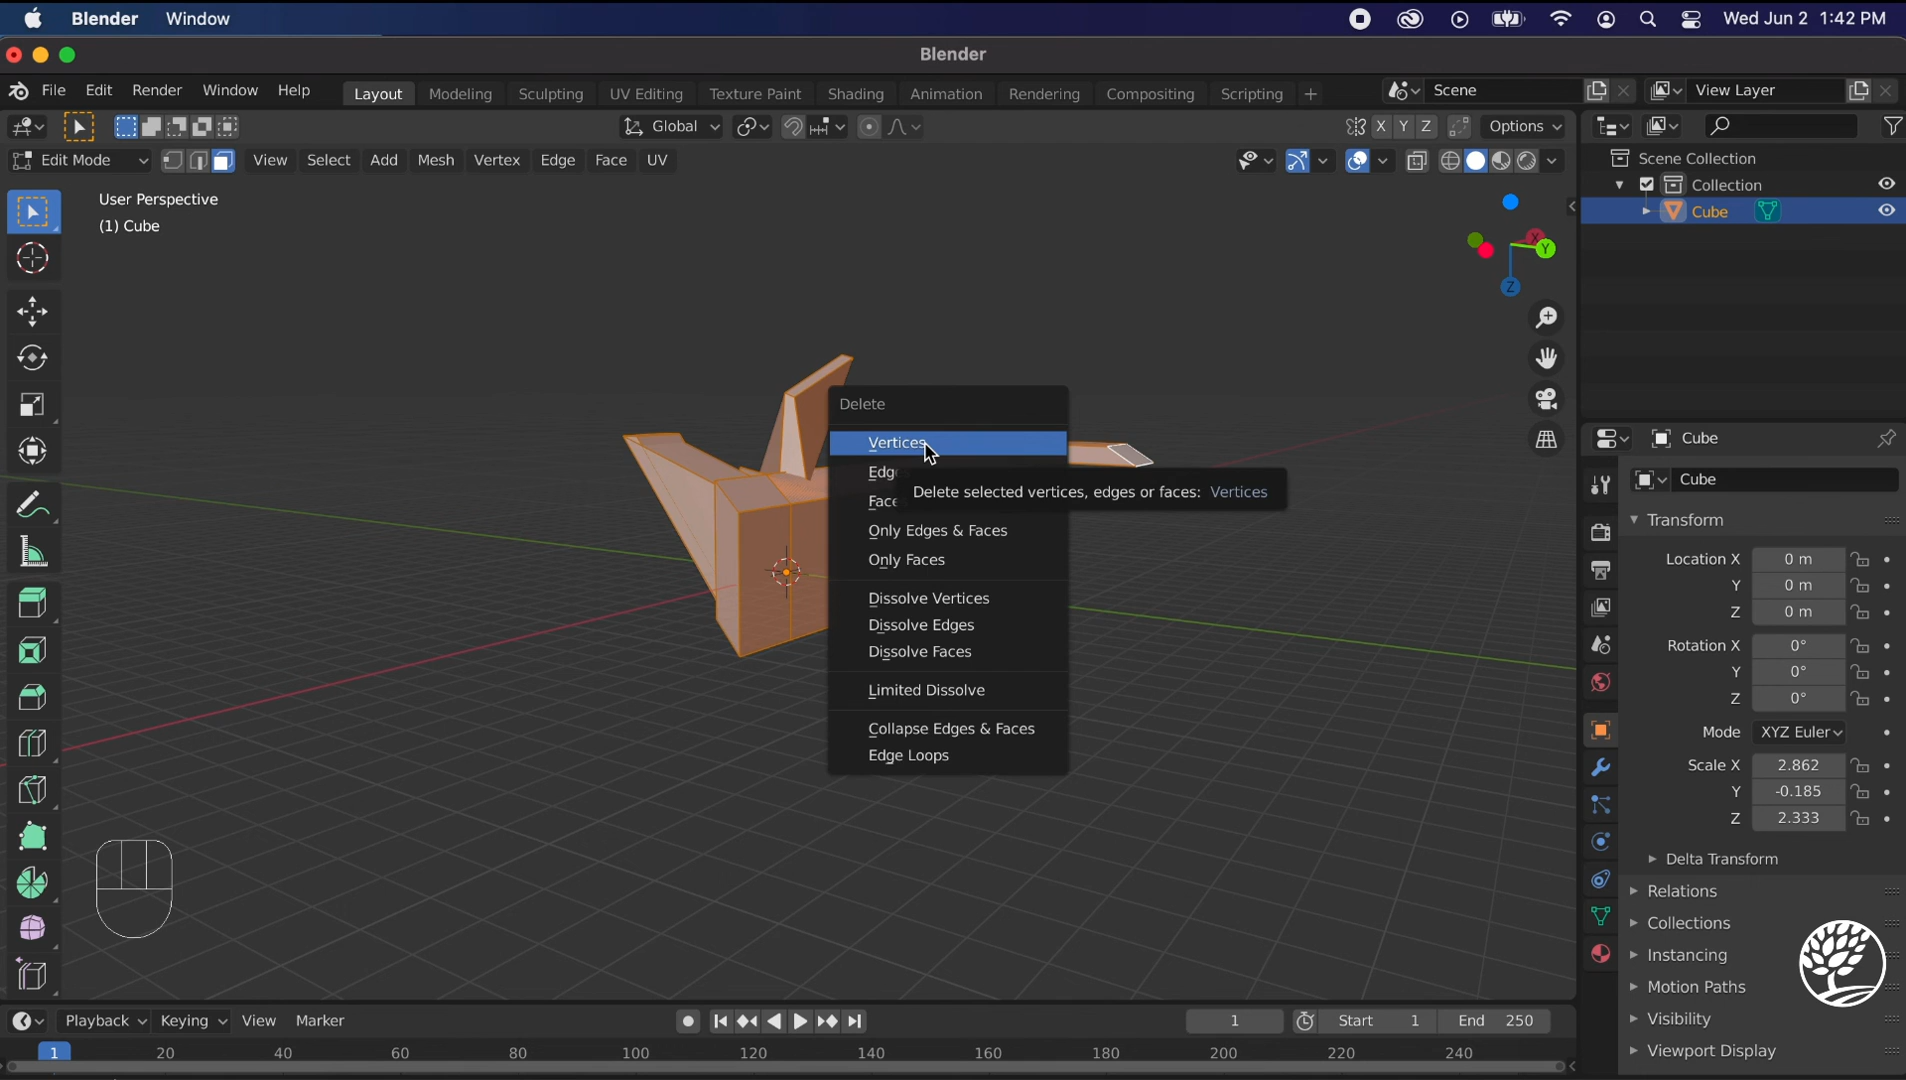 Blender Window Wed Jun 2 1:42 PM
Blender
File Edit Render Window Help Layout Modeling Sculpting UV Editing Texture Paint Shading Animation Rendering Compositing Scripting + Scene View Layer
Global X Y Z Options
Edit Mode View Select Add Mesh Vertex Edge Face UV
Scene Collection
Collection
Cube
User Perspective
(1) Cube
X
Y
Z
Delete
Vertices
Edg
Delete selected vertices, edges or faces: Vertices
Face
Only Edges & Faces
Only Faces
Dissolve Vertices
Dissolve Edges
Dissolve Faces
Limited Dissolve
Collapse Edges & Faces
Edge Loops
Cube
Cube
Transform
Location X 0 m
Y 0 m
Z 0 m
Rotation X 0°
Y 0°
Z 0°
Mode XYZ Euler
Scale X 2.862
Y -0.185
Z 2.333
Delta Transform
Relations
Collections
Instancing
Motion Paths
Visibility
Viewport Display
Playback Keying View Marker 1 Start 1 End 250
1 20 40 60 80 100 120 140 160 180 200 220 240